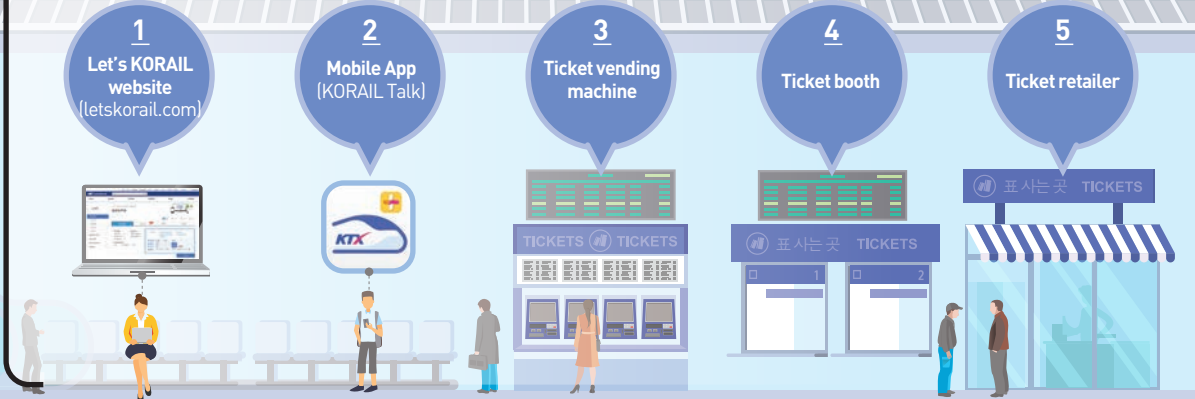 1
Let's KORAIL
website
(letskorail.com)
2
Mobile App
(KORAIL Talk)
3
Ticket vending
machine
4
Ticket booth
5
Ticket retailer
KTX
TICKETS TICKETS
표 사는 곳 TICKETS
1 2
표 사는 곳 TICKETS